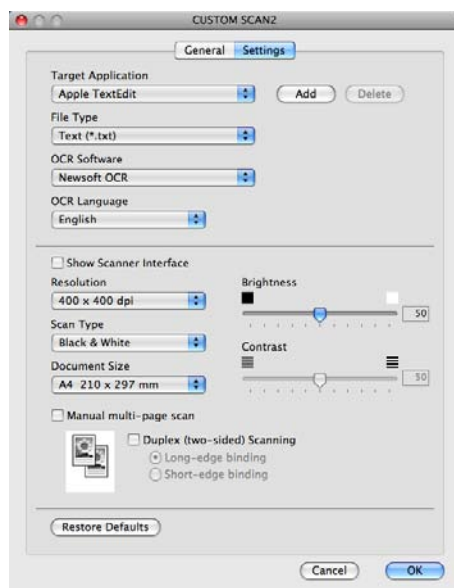 CUSTOM SCAN2
General Settings
Target Application
Apple TextEdit Add Delete
File Type
Text (*.txt)
OCR Software
Newsoft OCR
OCR Language
English
Show Scanner Interface
Resolution
400 x 400 dpi
Scan Type
Black & White
Document Size
A4 210 x 297 mm
Brightness
50
Contrast
50
Manual multi-page scan
Duplex (two-sided) Scanning
Long-edge binding
Short-edge binding
Restore Defaults
Cancel OK